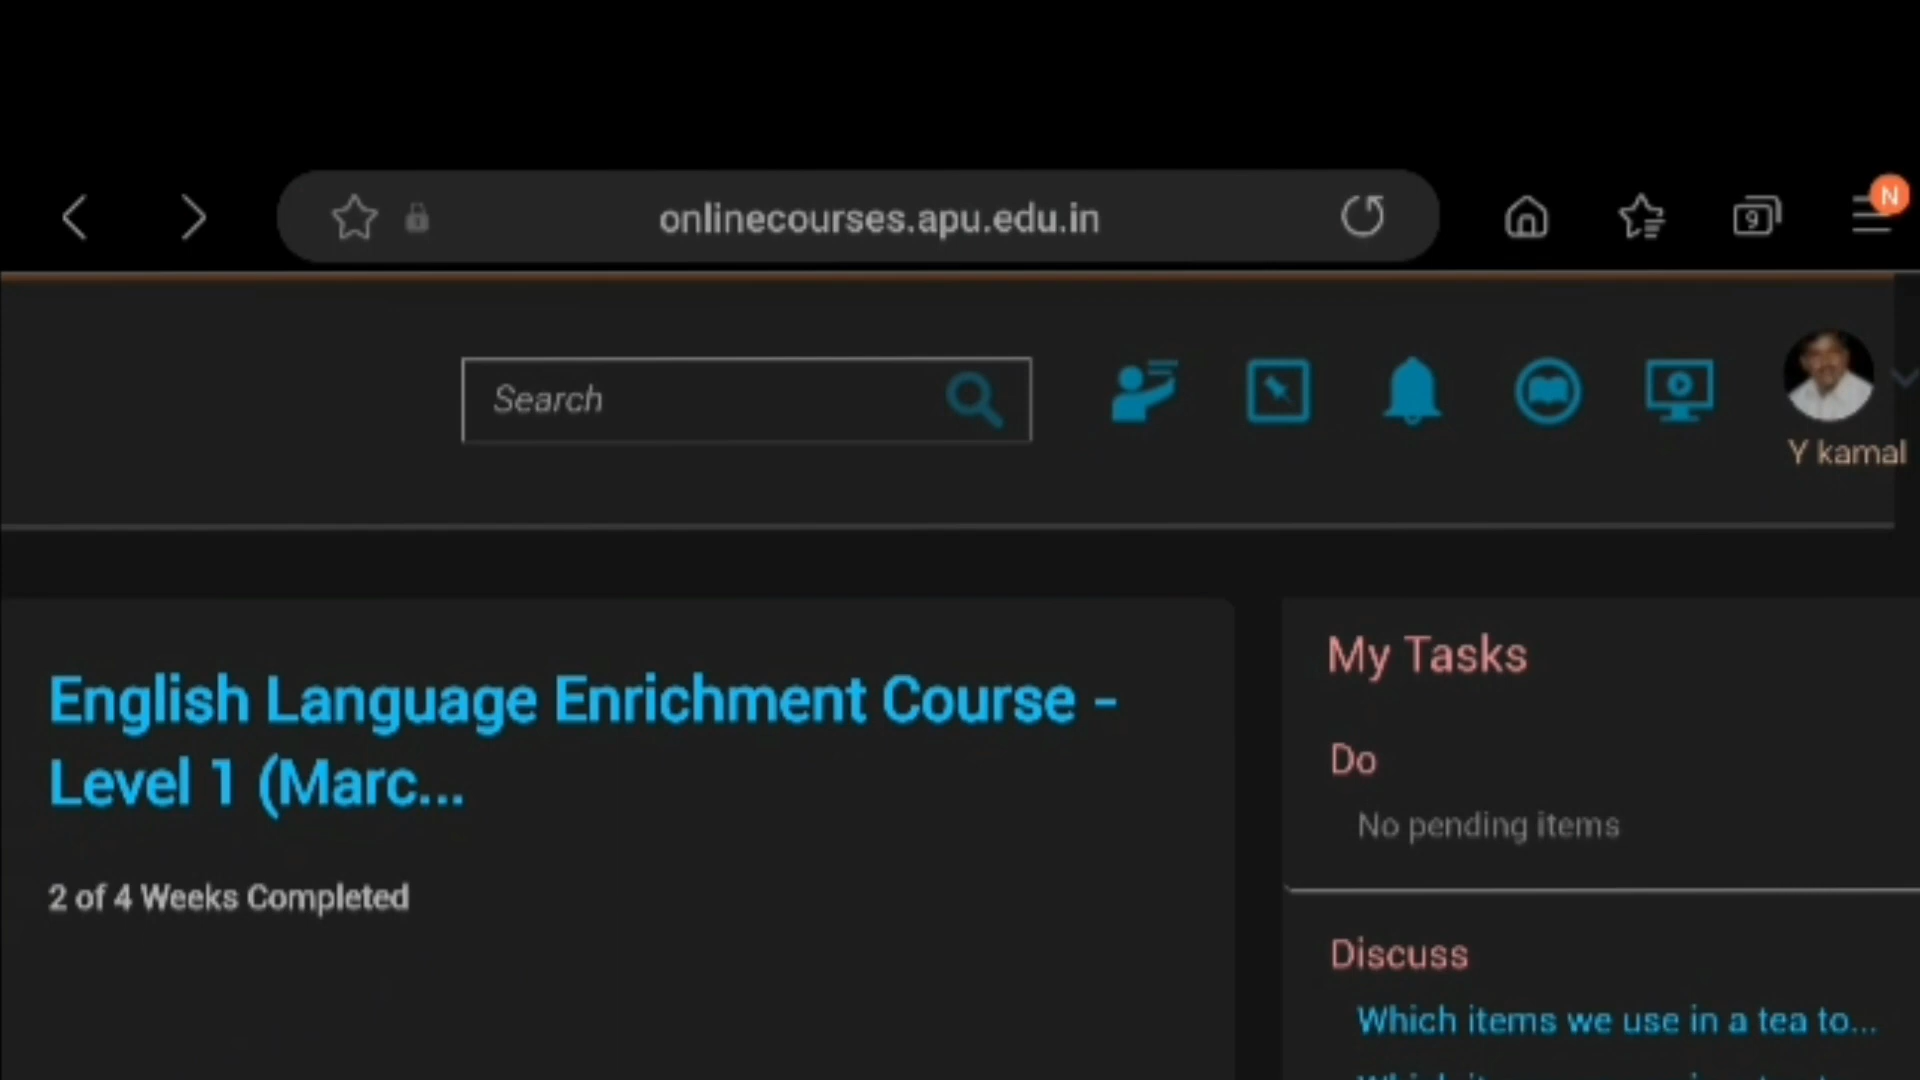 onlinecourses.apu.edu.in
9
N
Search
Y kamal
English Language Enrichment Course -
Level 1 (Marc...
2 of 4 Weeks Completed
My Tasks
Do
No pending items
Discuss
Which items we use in a tea to...